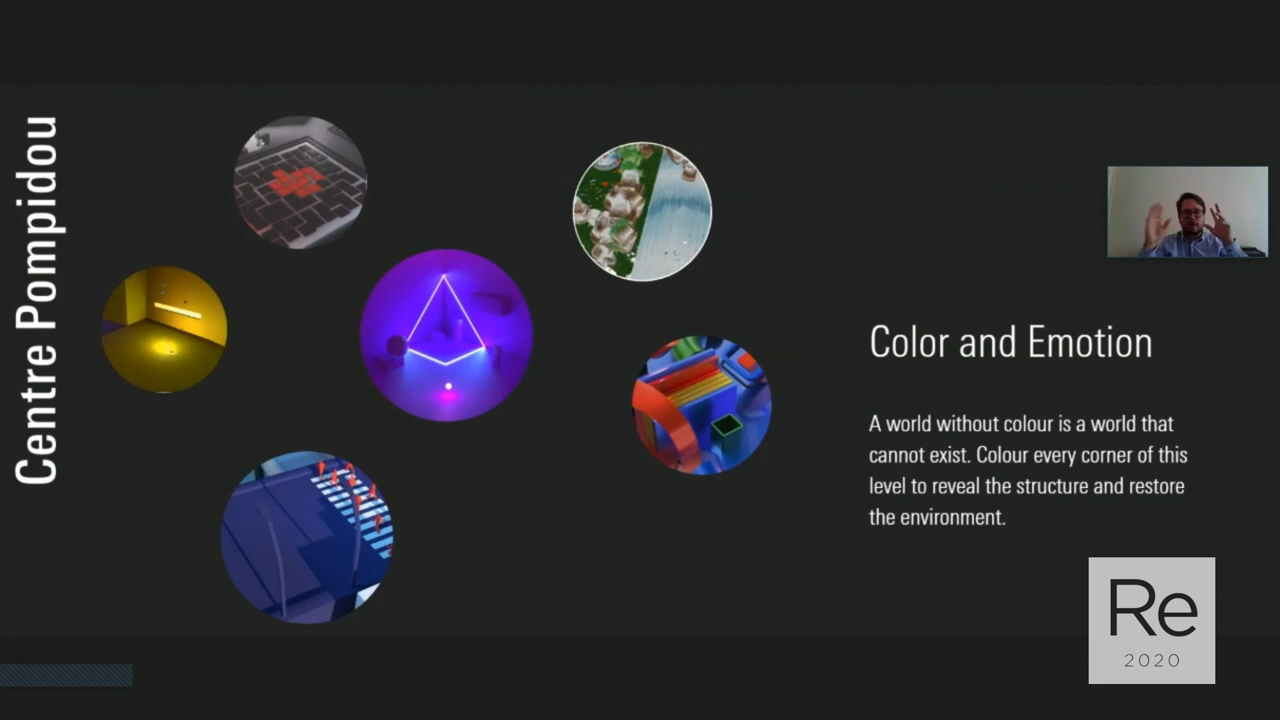 Centre Pompidou
Color and Emotion
A world without colour is a world that
cannot exist. Colour every corner of this
level to reveal the structure and restore
the environment.
Re
2020